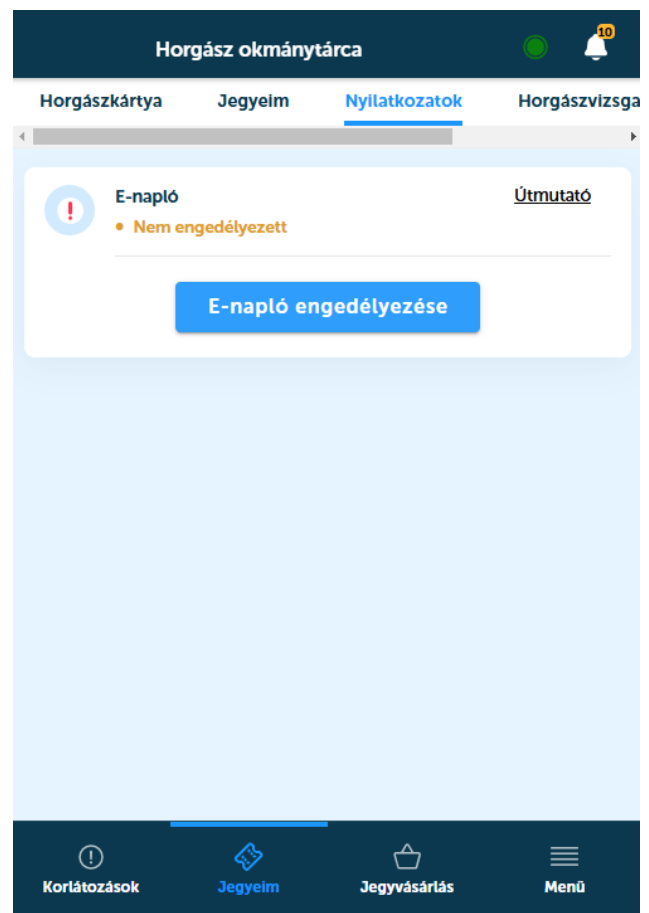 Horgász okmánytárca
10
Horgászkártya Jegyeim Nyilatkozatok Horgászvizsga
E-napló Útmutató
• Nem engedélyezett
E-napló engedélyezése
Korlátozások Jegyeim Jegyvásárlás Menü